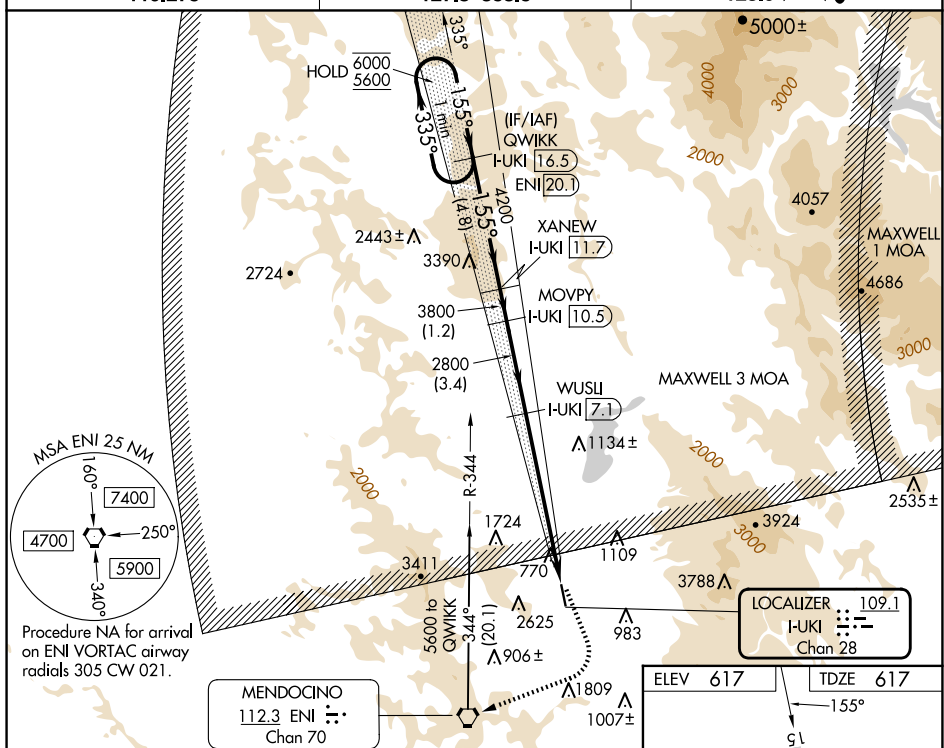 335°
5000±
HOLD 6000
5600
4000
3000
155°
1 min
335°
(IF/IAF)
QWIKK
I-UKI 16.5
ENI 20.1
2000
4200
155°
(4.8)
4057
2443±
3390
XANEW
I-UKI 11.7
MAXWELL
1 MOA
2724
4686
MOVPY
I-UKI 10.5
3800
(1.2)
3000
2800
(3.4)
MAXWELL 3 MOA
WUSLI
I-UKI 7.1
1134±
MSA ENI 25 NM
160°
7400
4700
250°
5900
340°
R-344
2000
2000
2535±
1724
3924
3000
3411
770
1109
3788
Procedure NA for arrival
on ENI VORTAC airway
radials 305 CW 021.
5600 to
QWIKK
344°
(20.1)
2625
983
LOCALIZER 109.1
I-UKI
Chan 28
906±
1809
1007±
MENDOCINO
112.3 ENI
Chan 70
ELEV 617
TDZE 617
155°
15